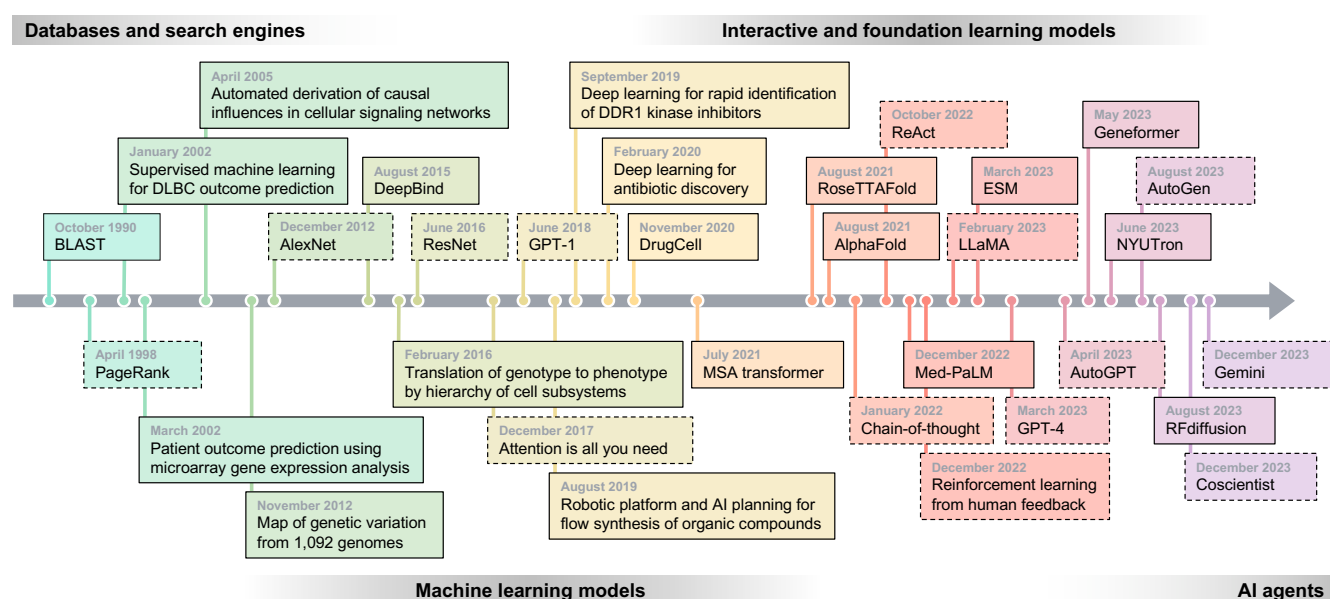 Databases and search engines
Interactive and foundation learning models
April 2005
Automated derivation of causal
influences in cellular signaling networks
September 2019
Deep learning for rapid identification
of DDR1 kinase inhibitors
October 2022
ReAct
May 2023
Geneformer
January 2002
Supervised machine learning
for DLBC outcome prediction
August 2015
DeepBind
February 2020
Deep learning for
antibiotic discovery
August 2021
RoseTTAFold
March 2023
ESM
August 2023
AutoGen
October 1990
BLAST
December 2012
AlexNet
June 2016
ResNet
June 2018
GPT-1
November 2020
DrugCell
August 2021
AlphaFold
February 2023
LLaMA
June 2023
NYUTron
April 1998
PageRank
February 2016
Translation of genotype to phenotype
by hierarchy of cell subsystems
July 2021
MSA transformer
December 2022
Med-PaLM
April 2023
AutoGPT
December 2023
Gemini
March 2002
Patient outcome prediction using
microarray gene expression analysis
December 2017
Attention is all you need
January 2022
Chain-of-thought
March 2023
GPT-4
August 2023
RFdiffusion
November 2012
Map of genetic variation
from 1,092 genomes
August 2019
Robotic platform and AI planning for
flow synthesis of organic compounds
December 2022
Reinforcement learning
from human feedback
December 2023
Coscientist
Machine learning models
AI agents